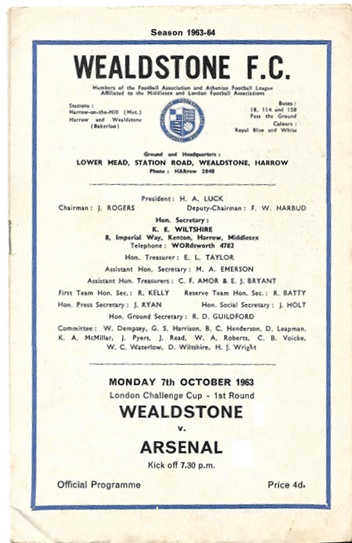 Season 1963-64
WEALDSTONE F.C.
Members of the Football Association and Athenian Football League
Affiliated to the Middlesex and London Football Associations
Stations :
Harrow-on-the-Hill (Met.)
Harrow and Wealdstone
(Bakerloo)
Buses :
18, 114 and 158
Pass the Ground
Colours :
Royal Blue and White
Ground and Headquarters :
LOWER MEAD, STATION ROAD, WEALDSTONE, HARROW
Phone : HARrow 2840
President : H. A. LUCK
Chairman : J. ROGERS Deputy-Chairman : F. W. HARBUD
Hon. Secretary :
K. E. WILTSHIRE
8, Imperial Way, Kenton, Harrow, Middlesex
Telephone : WORdsworth 4782
Hon. Treasurer : E. L. TAYLOR
Assistant Hon. Secretary : M. A. EMERSON
Assistant Hon. Treasurers : C. F. AMOR & E. J. BRYANT
First Team Hon. Sec. : R. KELLY Reserve Team Hon. Sec. : R. BATTY
Hon. Press Secretary : J. RYAN Hon. Social Secretary : J. HOLT
Hon. Ground Secretary : R. D. GUILDFORD
Committee : W. Dempsey, G. S. Harrison, B. C. Henderson, D. Leapman,
K. A. McMillar, J. Pyers, J. Read, W. A. Roberts, C. B. Voicke,
W. C. Waterlow, D. Wiltshire, H. J. Wright
MONDAY 7th OCTOBER 1963
London Challenge Cup - 1st Round
WEALDSTONE
v.
ARSENAL
Kick off 7.30 p.m.
Official Programme Price 4d.